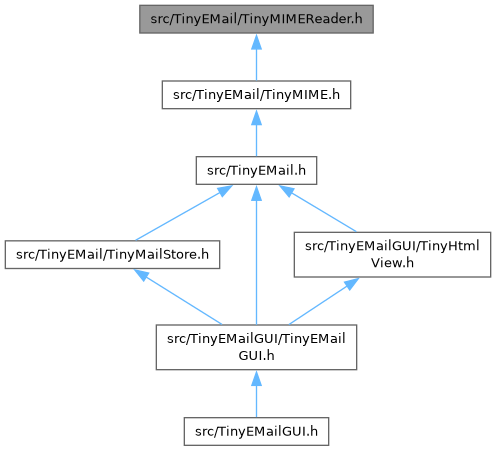 src/TinyEMail/TinyMIMEReader.h
src/TinyEMail/TinyMIME.h
src/TinyEMail.h
src/TinyEMail/TinyMailStore.h
src/TinyEMailGUI/TinyHtml
View.h
src/TinyEMailGUI/TinyEMail
GUI.h
src/TinyEMailGUI.h